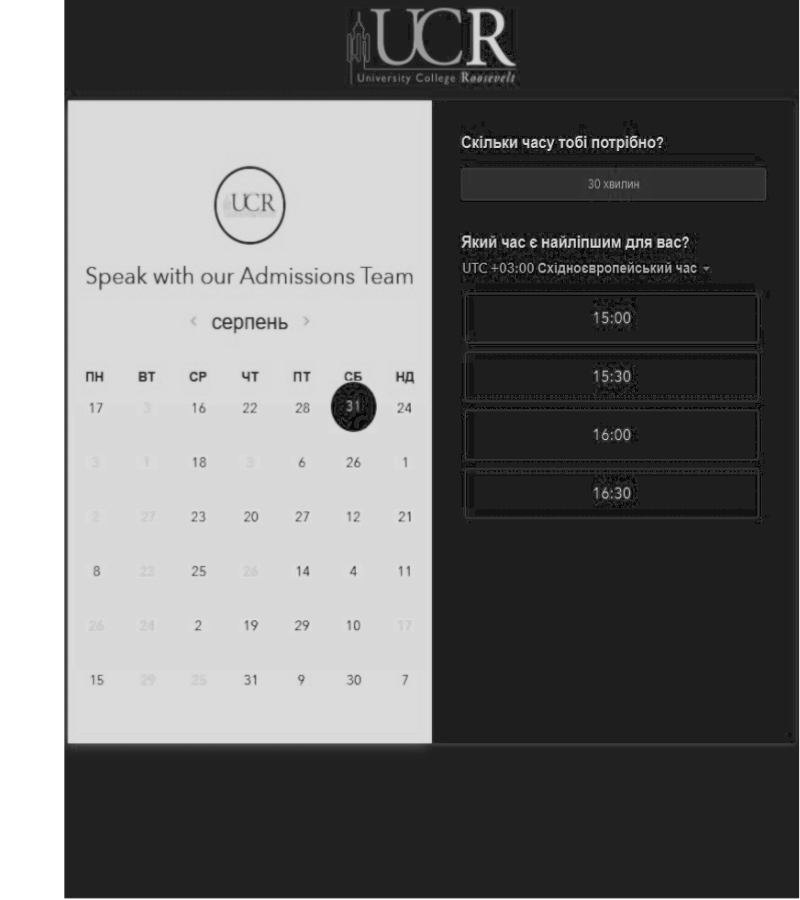 UCR
University College Roosevelt
UCR
Speak with our Admissions Team
серпень
ПН ВТ СР ЧТ ПТ СБ НД
17 3 16 22 28 31 24
3 1 18 3 6 26 1
2 27 23 20 27 12 21
8 23 25 26 14 4 11
26 24 2 19 29 10 17
15 29 25 31 9 30 7
Скільки часу тобі потрібно?
30 хвилин
Який час є найліпшим для вас?
UTC +03:00 Східноєвропейський час
15:00
15:30
16:00
16:30